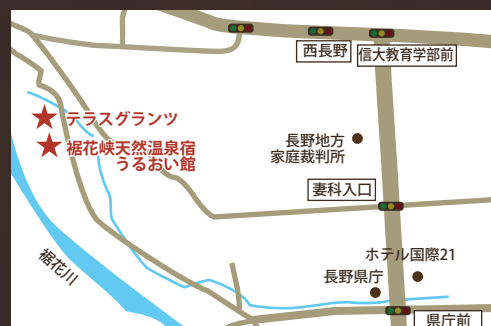 西長野
信大教育学部前
テラスグランツ
裾花峡天然温泉宿
うるおい館
長野地方
家庭裁判所
妻科入口
裾花川
ホテル国際21
長野県庁
県庁前